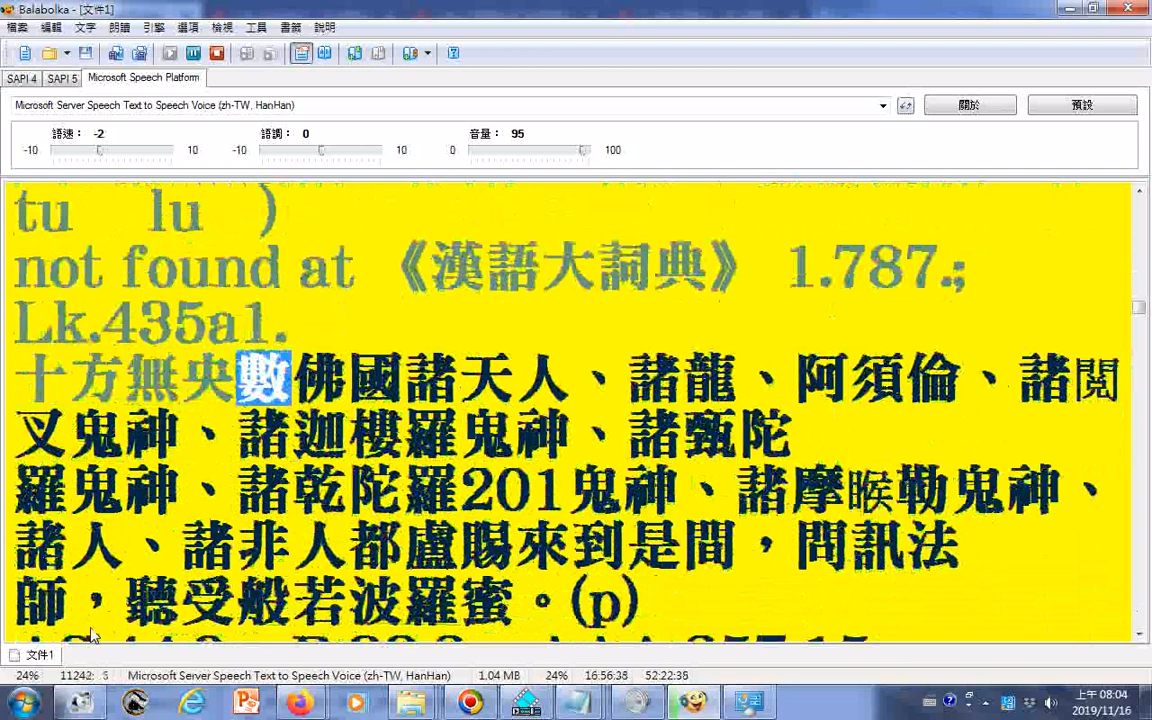 Balabolka - [文件1]
檔案 編輯 文字 朗讀 引擎 選項 檢視 工具 書籤 說明
SAPI 4 SAPI 5 Microsoft Speech Platform
Microsoft Server Speech Text to Speech Voice (zh-TW, HanHan) 關於 預設
語速： -2 語調： 0 音量： 95
-10 10 -10 10 0 100
tu lu )
not found at 《漢語大詞典》 1.787.;
Lk.435a1.
十方無央數佛國諸天人、諸龍、阿須倫、諸閱
叉鬼神、諸迦樓羅鬼神、諸甄陀
羅鬼神、諸乾陀羅201鬼神、諸摩睺勒鬼神、
諸人、諸非人都盧賜來到是間，問訊法
師，聽受般若波羅蜜。(p)
文件1
24% 11242: Microsoft Server Speech Text to Speech Voice (zh-TW, HanHan) 1.04 MB 24% 16:56:38 52:22:38
上午 08:04
2019/11/16